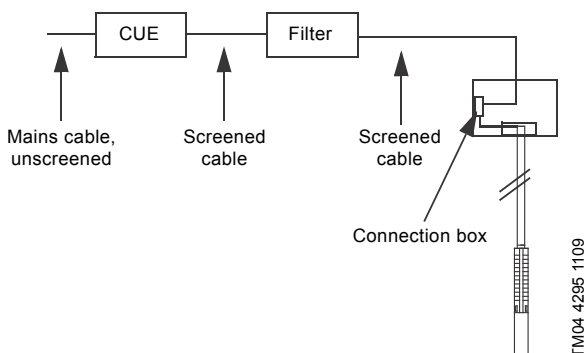 CUE
Filter
Mains cable,
unscreened
Screened
cable
Screened
cable
Connection box
TM04 4295 1109